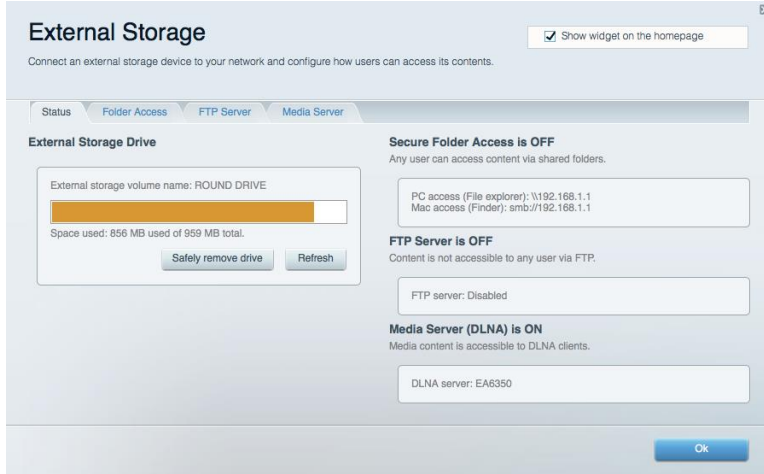 External Storage
Show widget on the homepage
Connect an external storage device to your network and configure how users can access its contents.
Status
Folder Access
FTP Server
Media Server
External Storage Drive
External storage volume name: ROUND DRIVE
Space used: 856 MB used of 959 MB total.
Safely remove drive
Refresh
Secure Folder Access is OFF
Any user can access content via shared folders.
PC access (File explorer): \\192.168.1.1
Mac access (Finder): smb://192.168.1.1
FTP Server is OFF
Content is not accessible to any user via FTP.
FTP server: Disabled
Media Server (DLNA) is ON
Media content is accessible to DLNA clients.
DLNA server: EA6350
Ok